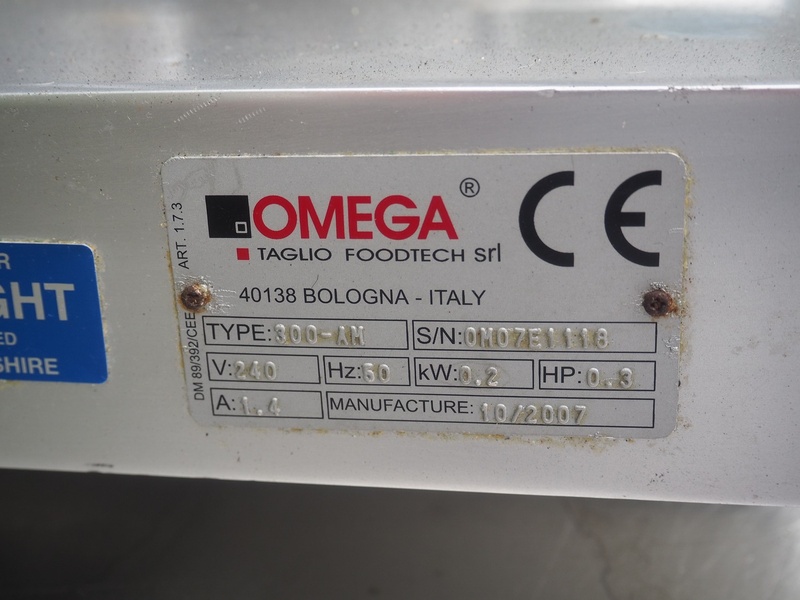 OMEGA®
TAGLIO FOODTECH Srl
CE
40138 BOLOGNA - ITALY
TYPE: 300-AM
S/N: OM07E1118
V: 240
Hz: 50
kW: 0.2
HP: 0.3
A: 1.4
MANUFACTURE: 10/2007
ART. 1.7.3
DM 89/392/CEE
R
GHT
ED
SHIRE